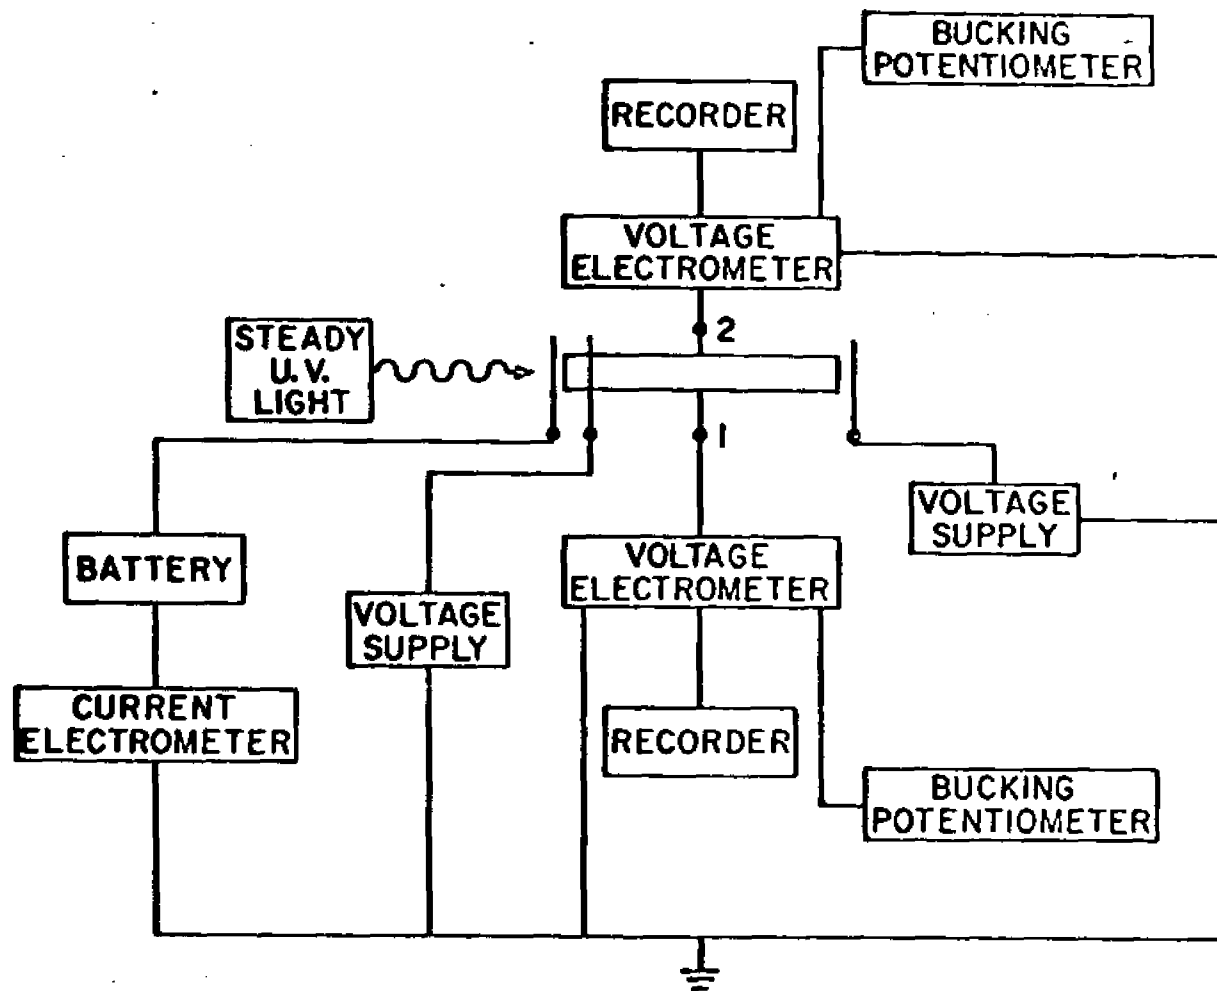 BUCKING
POTENTIOMETER
RECORDER
VOLTAGE
ELECTROMETER
2
STEADY
U.V.
LIGHT
1
VOLTAGE
SUPPLY
BATTERY
VOLTAGE
ELECTROMETER
VOLTAGE
SUPPLY
CURRENT
ELECTROMETER
RECORDER
BUCKING
POTENTIOMETER